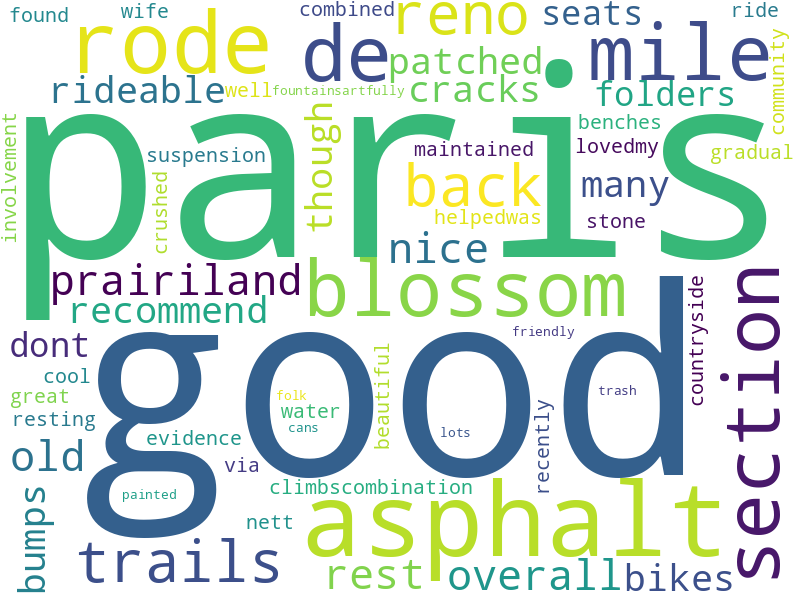 found
wife
combined
reno
seats
ride
rode
de
mile
patched
rideable
well
fountainsartfully
cracks
folders
community
paris
involvement
suspension
crushed
though
maintained
benches
lovedmy
gradual
back
many
helpedwas
stone
nice
prairiland
blossom
recommend
section
countryside
dont
good
friendly
cool
great
resting
folk
water
cans
beautiful
trash
lots
recently
old
evidence
via
bumps
painted
climbscombination
nett
asphalt
trails
rest
overall
bikes